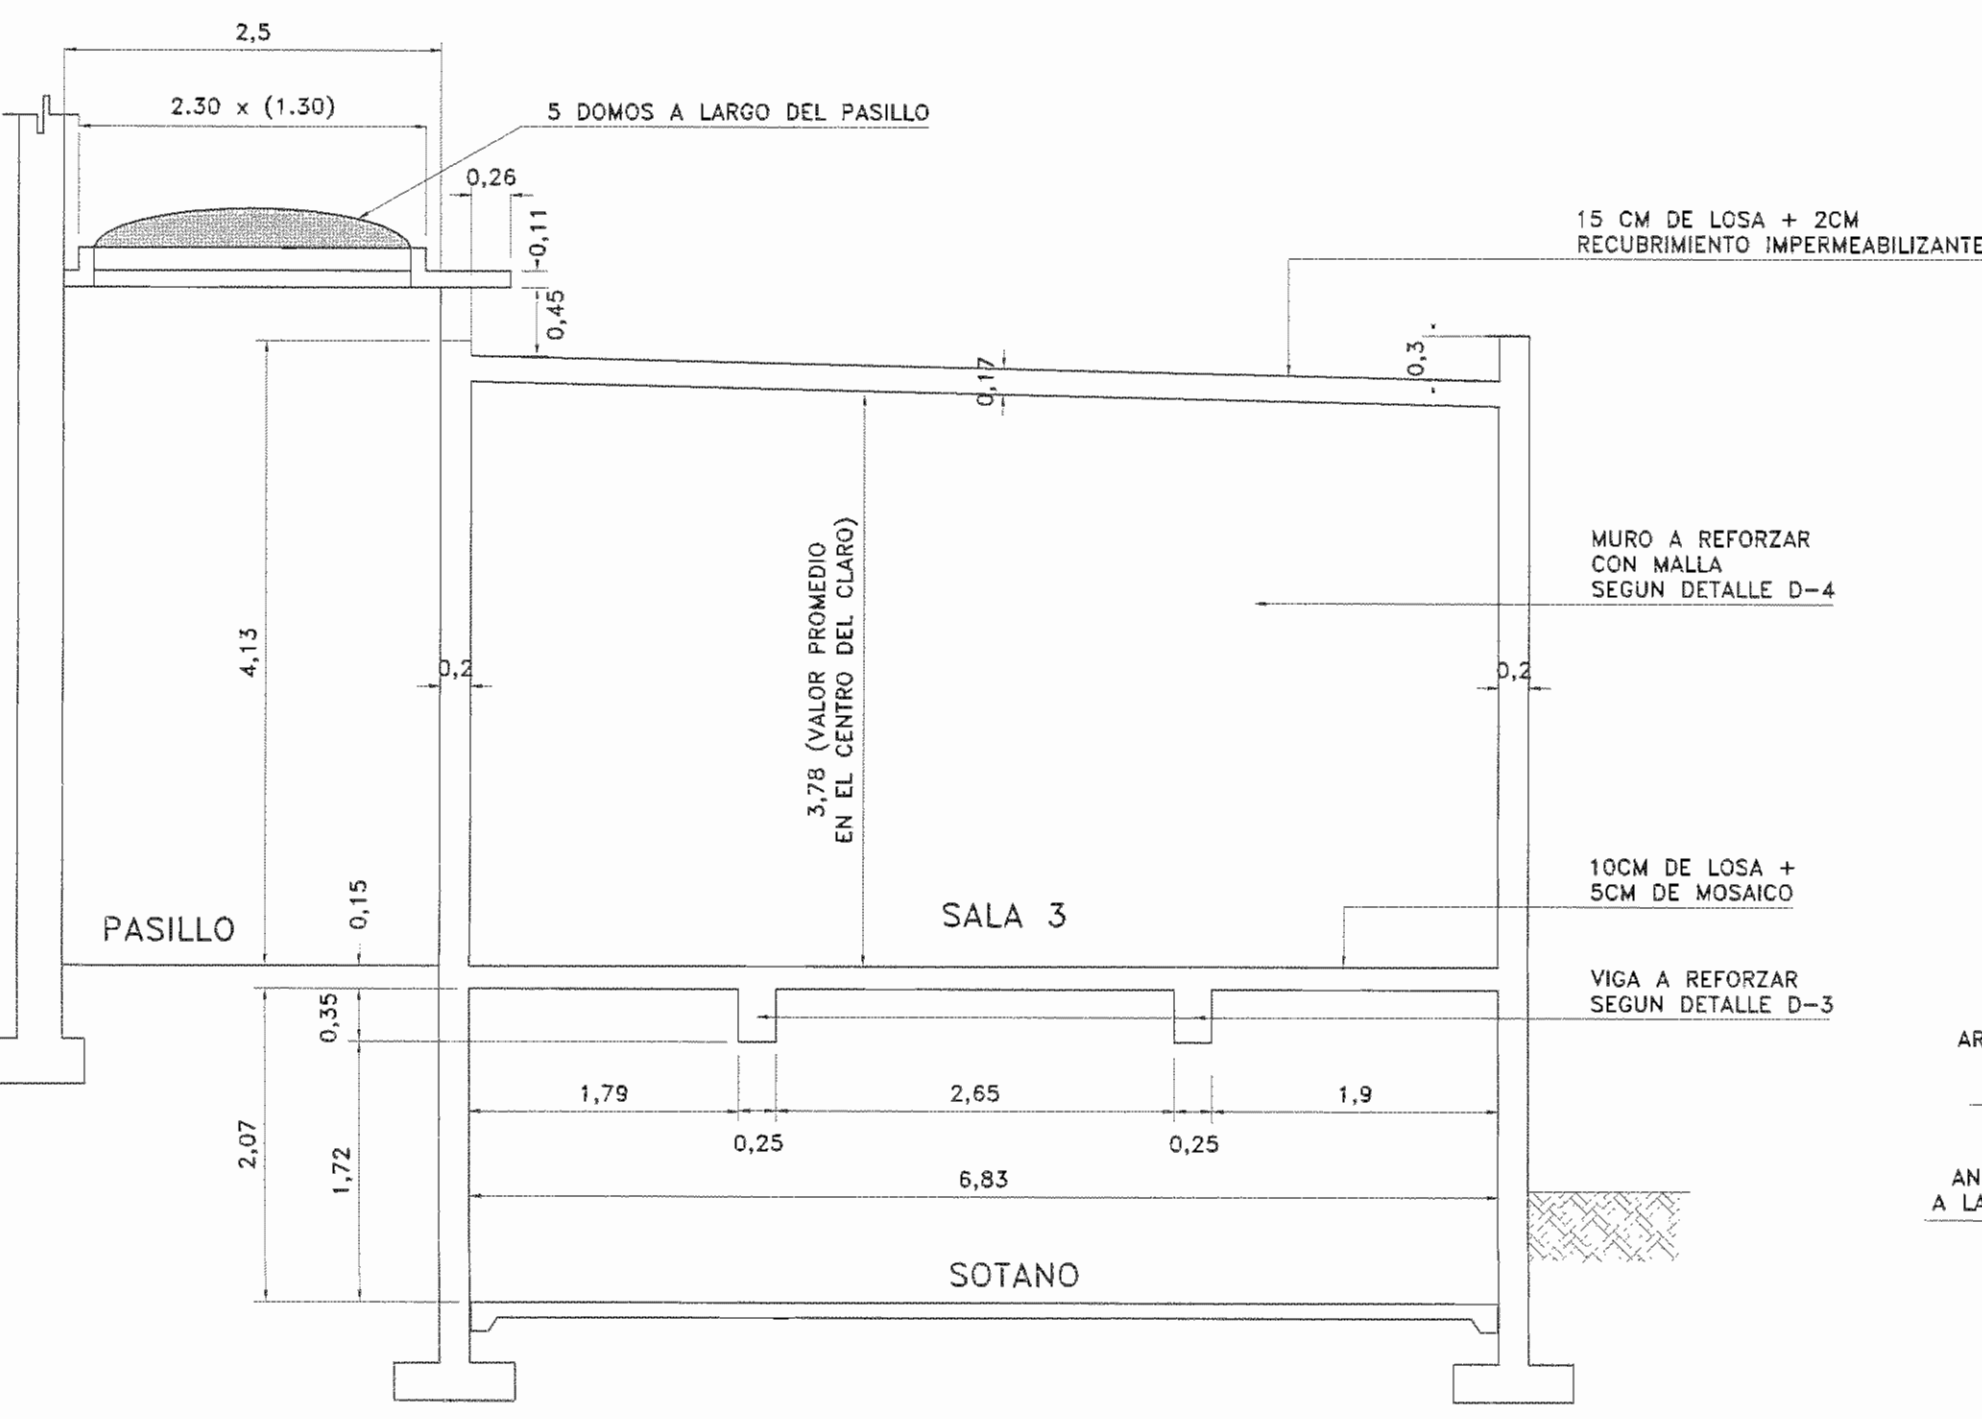 2,5
2.30 x (1.30)
5 DOMOS A LARGO DEL PASILLO
0,26
0,11
0,45
15 CM DE LOSA + 2CM
RECUBRIMIENTO IMPERMEABILIZANTE
0,3
0,17
MURO A REFORZAR
CON MALLA
SEGUN DETALLE D-4
4,13
0,2
3,78 (VALOR PROMEDIO
EN EL CENTRO DEL CLARO)
0,2
10CM DE LOSA +
5CM DE MOSAICO
0,15
PASILLO
SALA 3
VIGA A REFORZAR
SEGUN DETALLE D-3
0,35
AR
1,79
2,65
1,9
0,25
0,25
2,07
1,72
6,83
AN
A LA
SOTANO